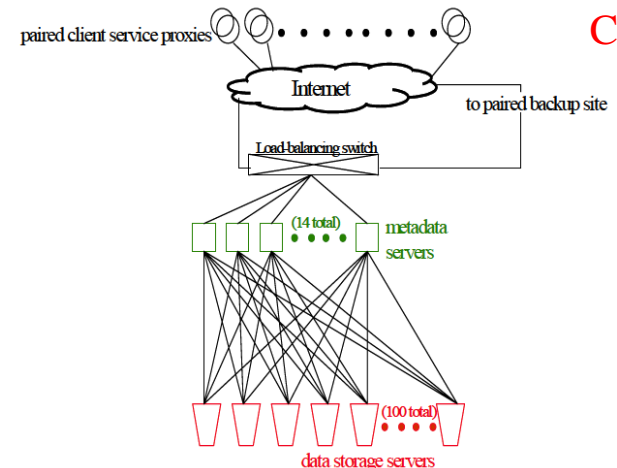 C
paired client service proxies
Internet
to paired backup site
Load-balancing switch
(14 total)
metadata
servers
(100 total)
data storage servers